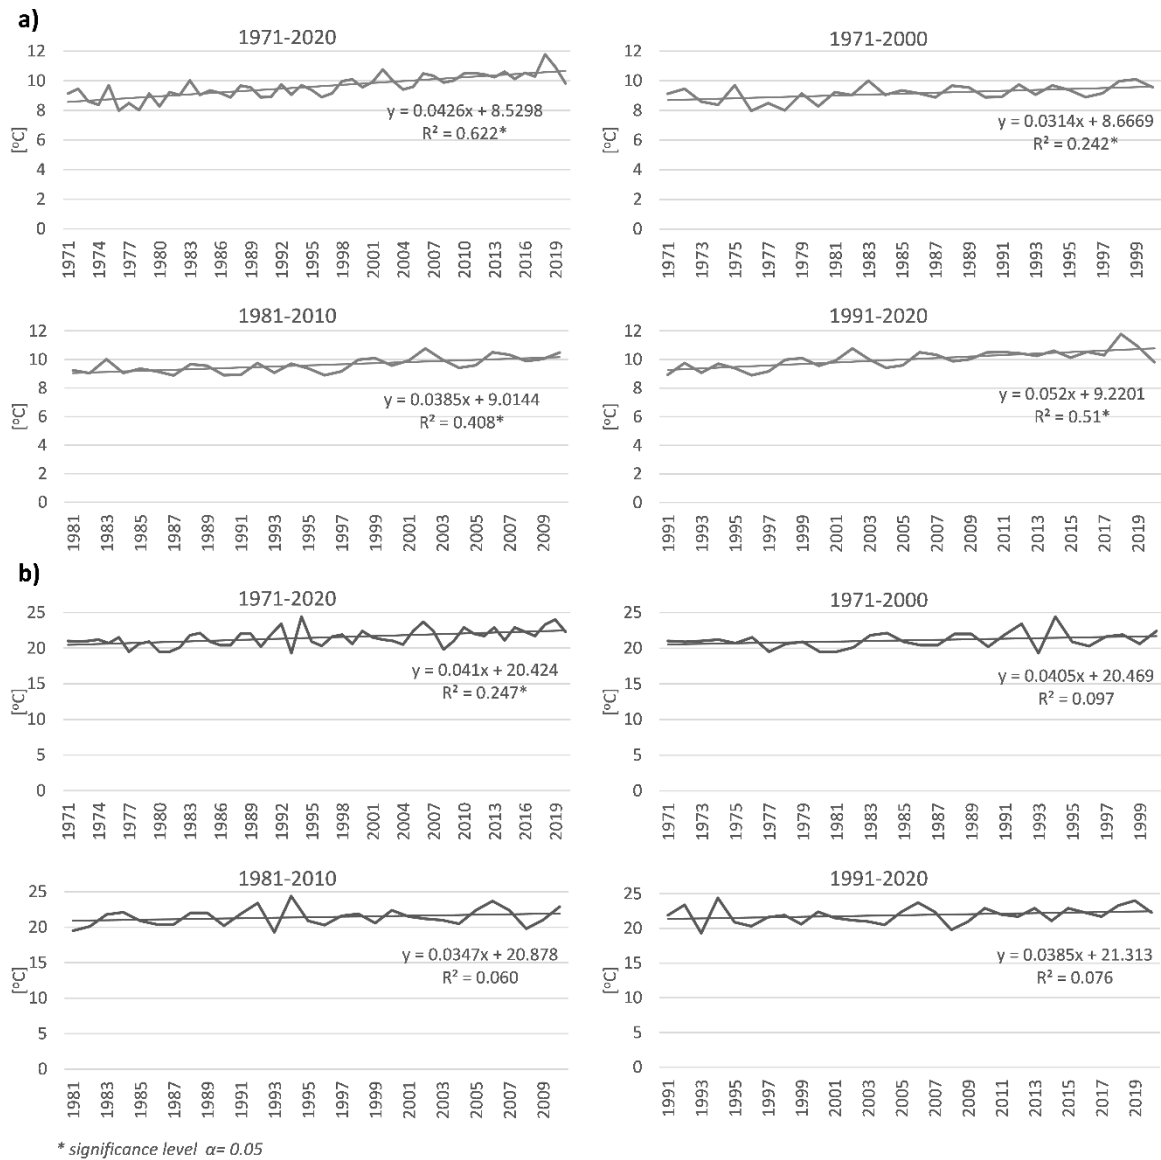 a)
1971-2020
12
10
8
6
4
2
0
[°C]
y = 0.0426x + 8.5298
R² = 0.622*
1971 1974 1977 1980 1983 1986 1989 1992 1995 1998 2001 2004 2007 2010 2013 2016 2019
1971-2000
12
10
8
6
4
2
0
[°C]
y = 0.0314x + 8.6669
R² = 0.242*
1971 1973 1975 1977 1979 1981 1983 1985 1987 1989 1991 1993 1995 1997 1999
1981-2010
12
10
8
6
4
2
0
[°C]
y = 0.0385x + 9.0144
R² = 0.408*
1981 1983 1985 1987 1989 1991 1993 1995 1997 1999 2001 2003 2005 2007 2009
1991-2020
12
10
8
6
4
2
0
[°C]
y = 0.052x + 9.2201
R² = 0.51*
1991 1993 1995 1997 1999 2001 2003 2005 2007 2009 2011 2013 2015 2017 2019
b)
1971-2020
25
20
15
10
5
0
[°C]
y = 0.041x + 20.424
R² = 0.247*
1971 1974 1977 1980 1983 1986 1989 1992 1995 1998 2001 2004 2007 2010 2013 2016 2019
1971-2000
25
20
15
10
5
0
[°C]
y = 0.0405x + 20.469
R² = 0.097
1971 1973 1975 1977 1979 1981 1983 1985 1987 1989 1991 1993 1995 1997 1999
1981-2010
25
20
15
10
5
0
[°C]
y = 0.0347x + 20.878
R² = 0.060
1981 1983 1985 1987 1989 1991 1993 1995 1997 1999 2001 2003 2005 2007 2009
1991-2020
25
20
15
10
5
0
[°C]
y = 0.0385x + 21.313
R² = 0.076
1991 1993 1995 1997 1999 2001 2003 2005 2007 2009 2011 2013 2015 2017 2019
* significance level α= 0.05